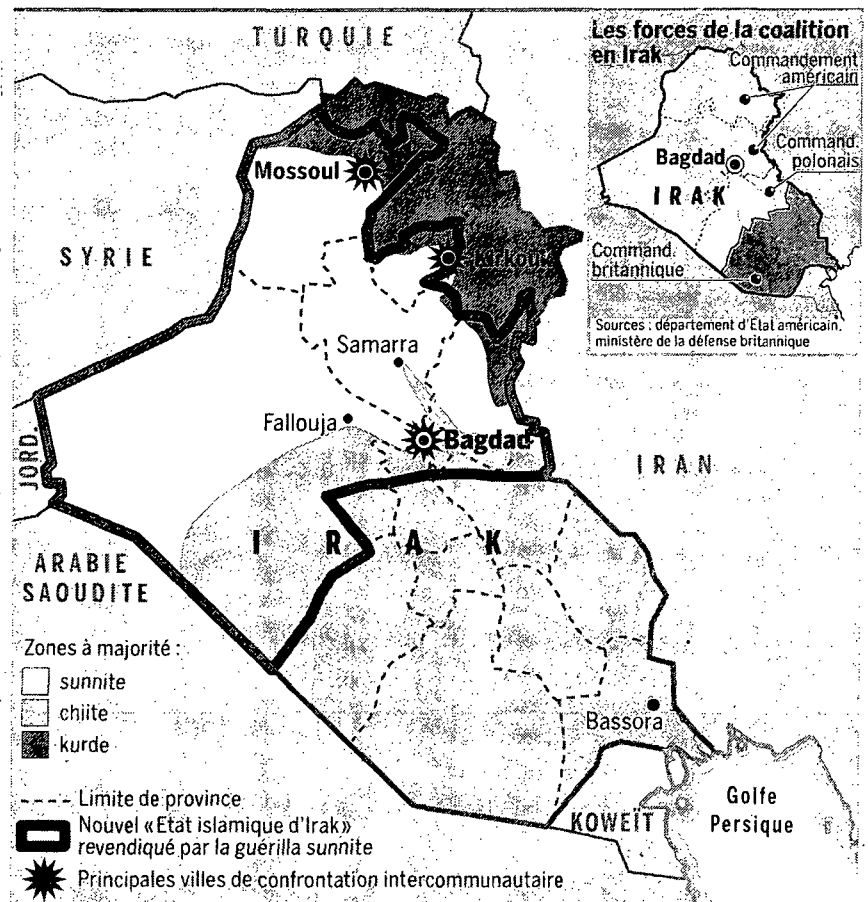 TURQUIE
Les forces de la coalition
en Irak
Commandement
américain
Command.
polonais
Bagdad
IRAK
Command.
britannique
Sources : département d'Etat américain,
ministère de la défense britannique
Mossoul
SYRIE
Kirkouk
Samarra
Fallouja
Bagdad
IRAN
JORD.
IRAK
ARABIE
SAOUDITE
Bassora
KOWEÏT
Golfe
Persique
Zones à majorité :
sunnite
chiite
kurde
Limite de province
Nouvel «Etat islamique d'Irak»
revendiqué par la guérilla sunnite
Principales villes de confrontation intercommunautaire